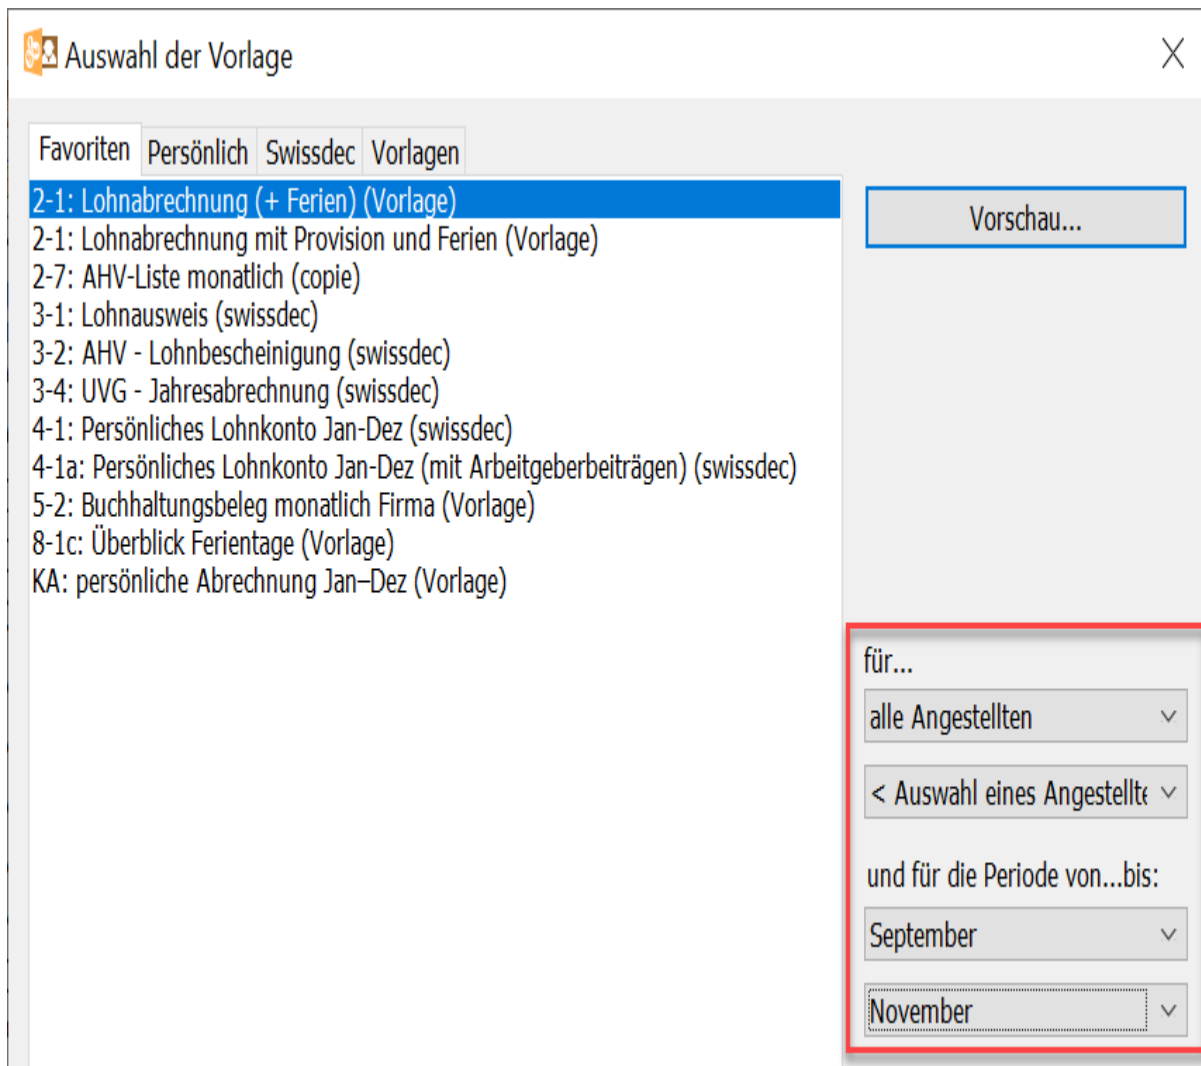 Auswahl der Vorlage
Favoriten Persönlich Swissdec Vorlagen
2-1: Lohnabrechnung (+ Ferien) (Vorlage)
2-1: Lohnabrechnung mit Provision und Ferien (Vorlage)
2-7: AHV-Liste monatlich (copie)
3-1: Lohnausweis (swissdec)
3-2: AHV - Lohnbescheinigung (swissdec)
3-4: UVG - Jahresabrechnung (swissdec)
4-1: Persönliches Lohnkonto Jan-Dez (swissdec)
4-1a: Persönliches Lohnkonto Jan-Dez (mit Arbeitgeberbeiträgen) (swissdec)
5-2: Buchhaltungsbeleg monatlich Firma (Vorlage)
8-1c: Überblick Ferientage (Vorlage)
KA: persönliche Abrechnung Jan–Dez (Vorlage)
Vorschau...
für...
alle Angestellten
< Auswahl eines Angestellte
und für die Periode von...bis:
September
November